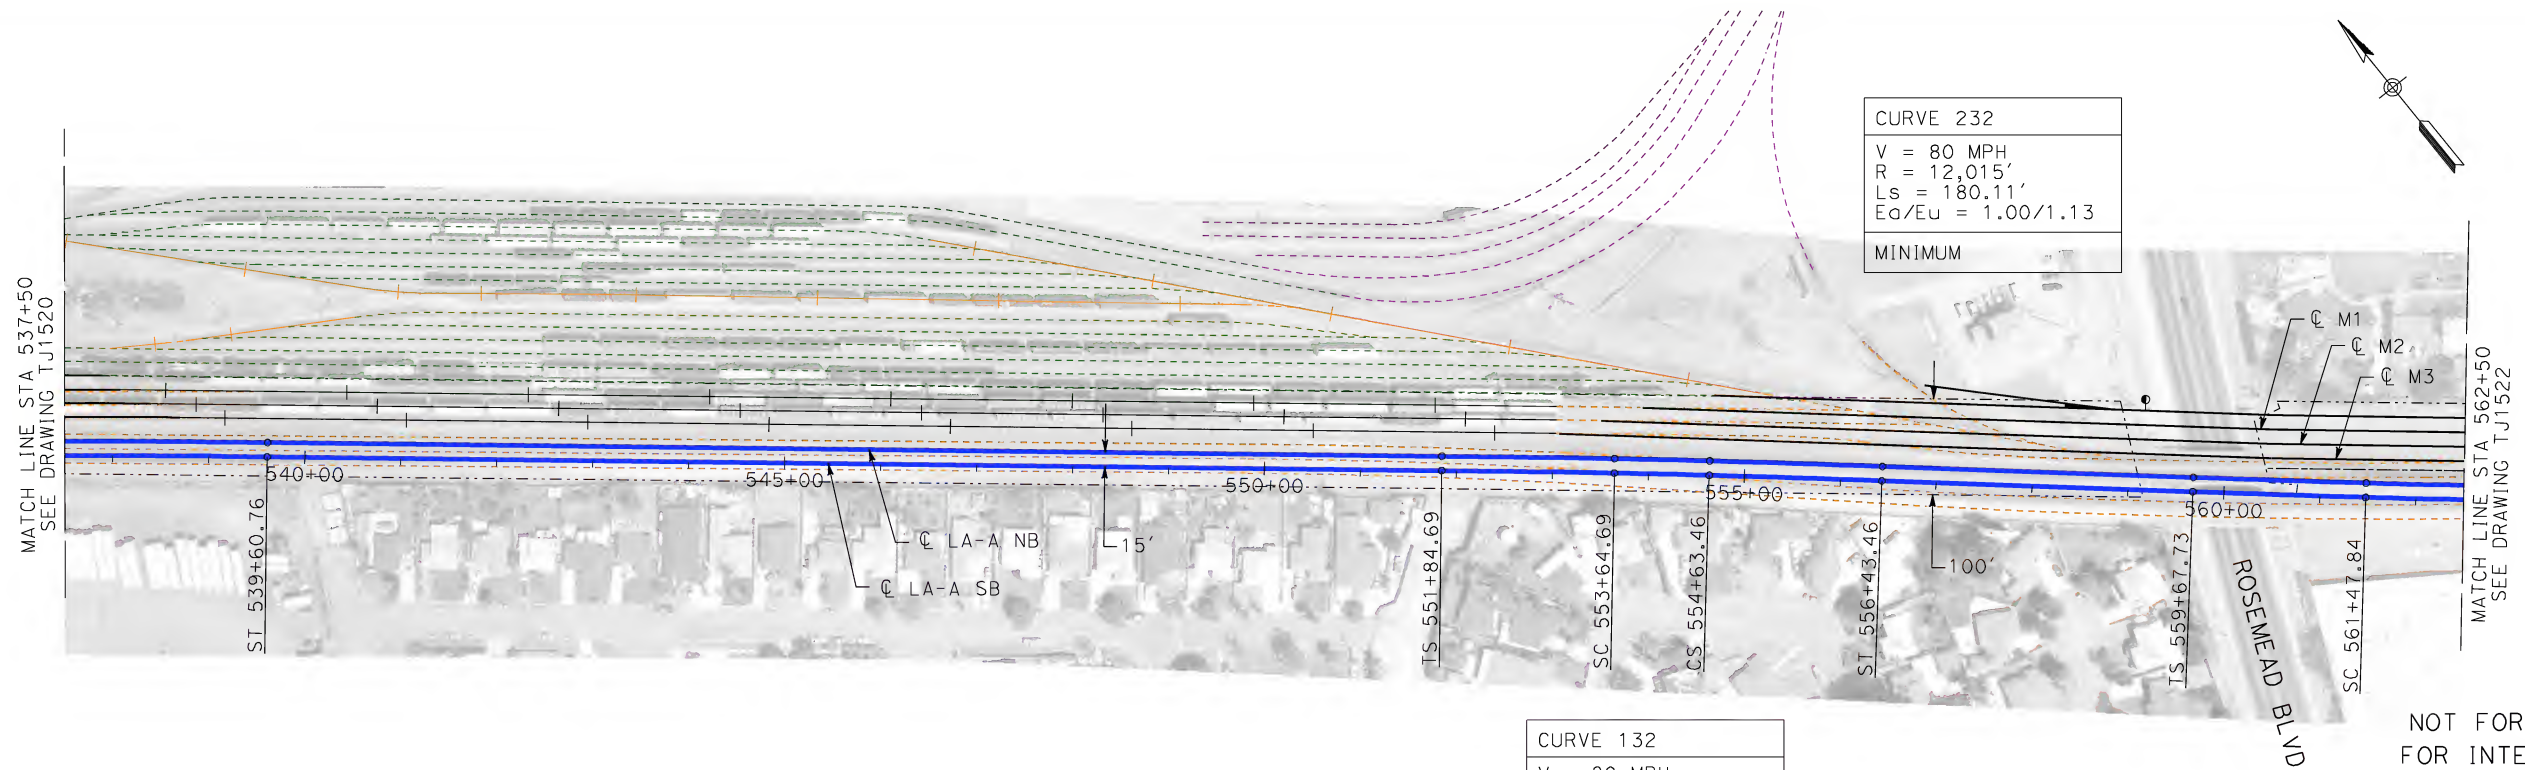 CURVE 232
V = 80 MPH
R = 12,015'
Ls = 180.11'
Ea/Eu = 1.00/1.13
MINIMUM
MATCH LINE STA 537+50
SEE DRAWING TJ1520
℄ M1
℄ M2
℄ M3
MATCH LINE STA 562+50
SEE DRAWING TJ1522
540+00
545+00
550+00
555+00
560+00
℄ LA-A NB
℄ LA-A SB
15'
100'
ST 539+60.76
TS 551+84.69
SC 553+64.69
CS 554+63.46
ST 556+43.46
TS 559+67.73
SC 561+47.84
ROSEMEAD BLVD
CURVE 132
NOT FOR
FOR INTE